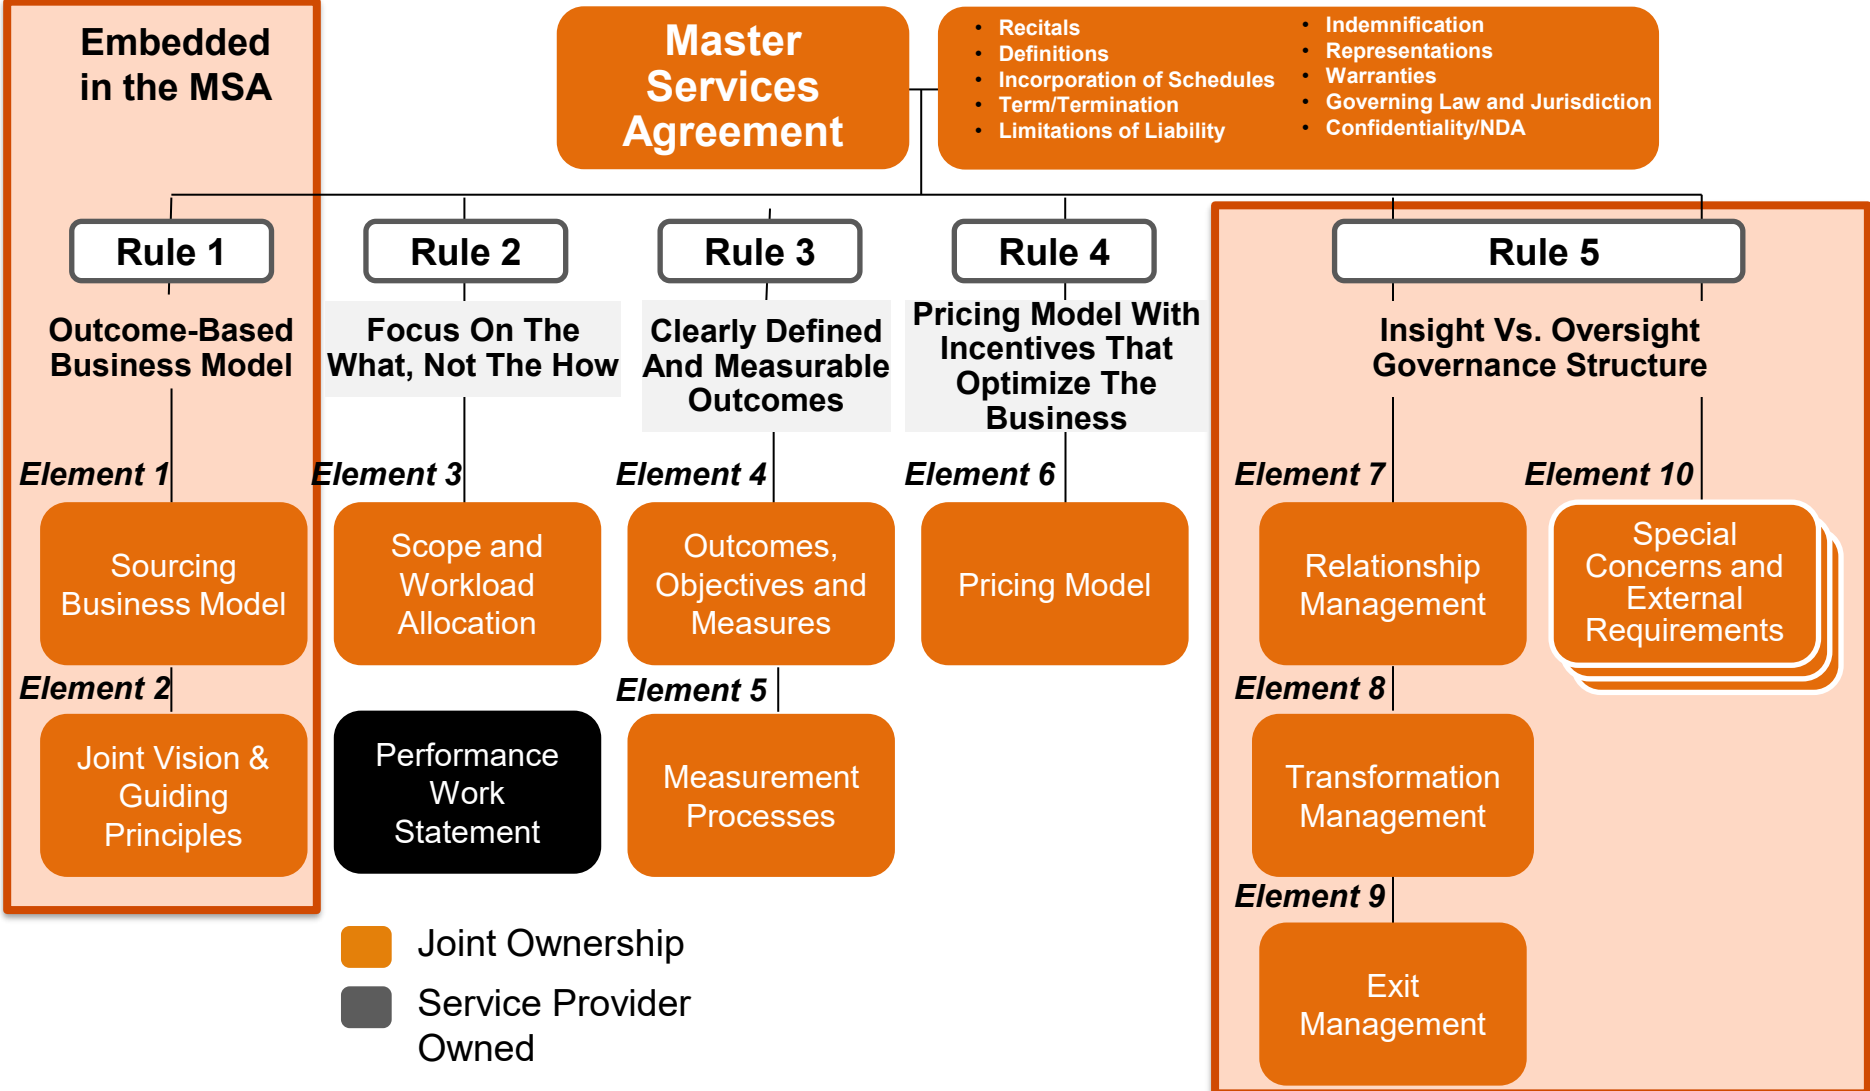 Embedded
in the MSA
Master
Services
Agreement
• Recitals
• Definitions
• Incorporation of Schedules
• Term/Termination
• Limitations of Liability
• Indemnification
• Representations
• Warranties
• Governing Law and Jurisdiction
• Confidentiality/NDA
Rule 1
Outcome-Based
Business Model
Element 1
Sourcing
Business Model
Element 2
Joint Vision &
Guiding
Principles
Rule 2
Focus On The
What, Not The How
Element 3
Scope and
Workload
Allocation
Performance
Work
Statement
Rule 3
Clearly Defined
And Measurable
Outcomes
Element 4
Outcomes,
Objectives and
Measures
Element 5
Measurement
Processes
Rule 4
Pricing Model With
Incentives That
Optimize The
Business
Element 6
Pricing Model
Rule 5
Insight Vs. Oversight
Governance Structure
Element 7
Relationship
Management
Element 8
Transformation
Management
Element 9
Exit
Management
Element 10
Special
Concerns and
External
Requirements
Joint Ownership
Service Provider
Owned